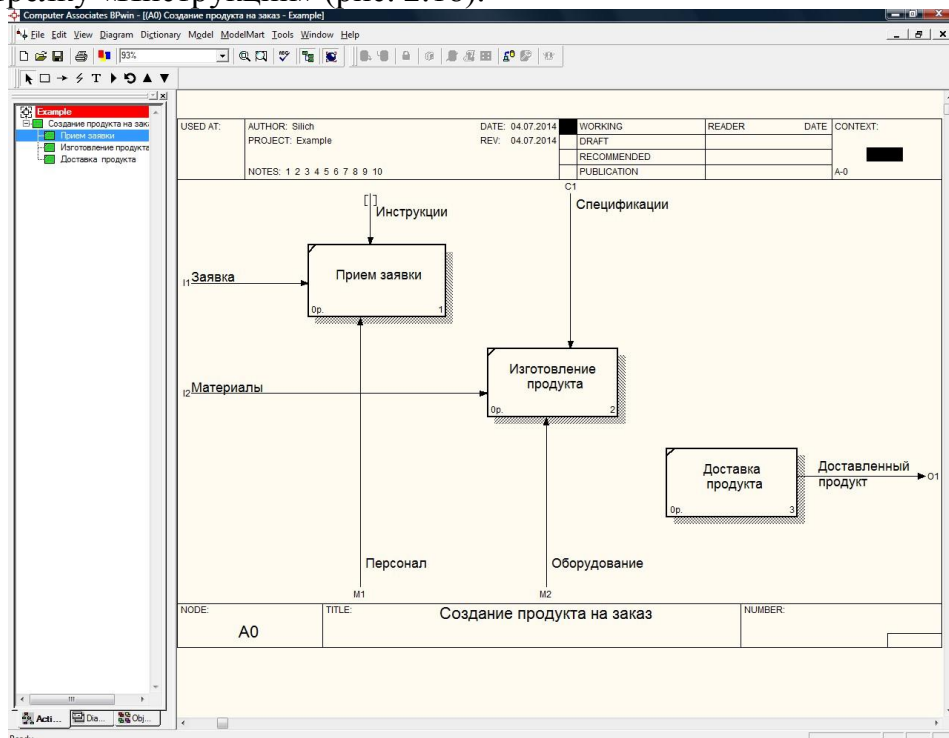 релку «Инструкции» (рис. 2.18).
Computer Associates BPwin - [(A0) Создание продукта на заказ - Example]
File Edit View Diagram Dictionary Model ModelMart Tools Window Help
93%
Example
Создание продукта на зак
Прием заявки
Изготовление продукта
Доставка продукта
USED AT:
AUTHOR: Silich
DATE: 04.07.2014
WORKING
READER
DATE
CONTEXT:
PROJECT: Example
REV: 04.07.2014
DRAFT
RECOMMENDED
NOTES: 1 2 3 4 5 6 7 8 9 10
PUBLICATION
A-0
C1
Инструкции
Спецификации
I1 Заявка
Прием заявки
0р.
1
I2 Материалы
Изготовление
продукта
0р.
2
Доставка
продукта
0р.
3
Доставленный
продукт
O1
Персонал
Оборудование
M1
M2
NODE:
TITLE:
NUMBER:
A0
Создание продукта на заказ
Acti...
Dia...
Obj...